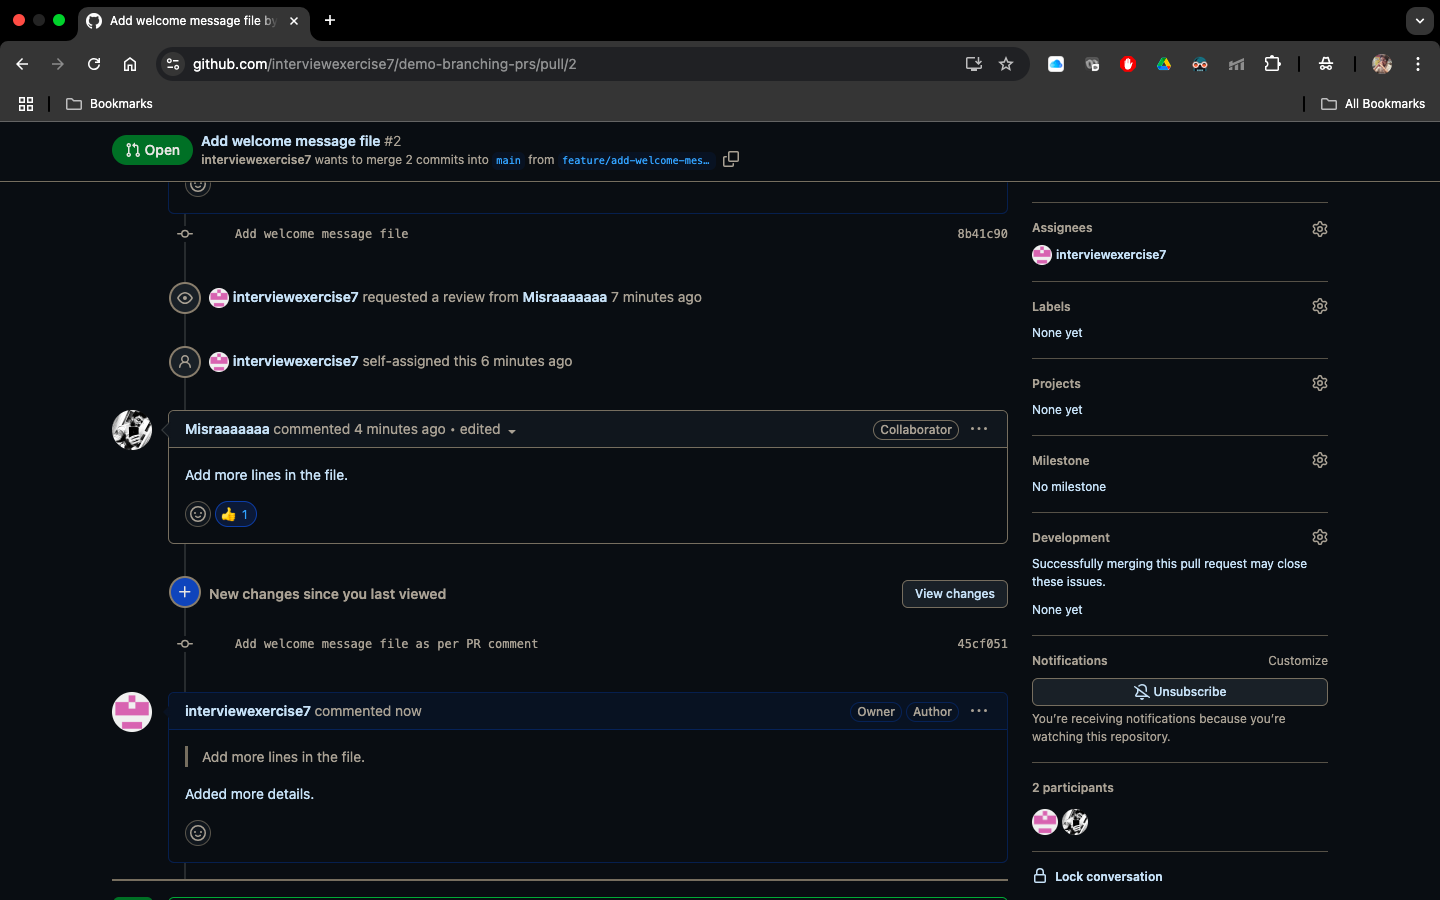 Add welcome message file by
github.com/interviewexercise7/demo-branching-prs/pull/2
Bookmarks
All Bookmarks
Open
Add welcome message file #2
interviewexercise7 wants to merge 2 commits into main from feature/add-welcome-mes…
Add welcome message file
8b41c90
interviewexercise7 requested a review from Misraaaaaaa 7 minutes ago
interviewexercise7 self-assigned this 6 minutes ago
Misraaaaaaa commented 4 minutes ago • edited
Collaborator
Add more lines in the file.
1
New changes since you last viewed
View changes
Add welcome message file as per PR comment
45cf051
interviewexercise7 commented now
Owner
Author
Add more lines in the file.
Added more details.
Assignees
interviewexercise7
Labels
None yet
Projects
None yet
Milestone
No milestone
Development
Successfully merging this pull request may close
these issues.
None yet
Notifications
Customize
Unsubscribe
You're receiving notifications because you're
watching this repository.
2 participants
Lock conversation